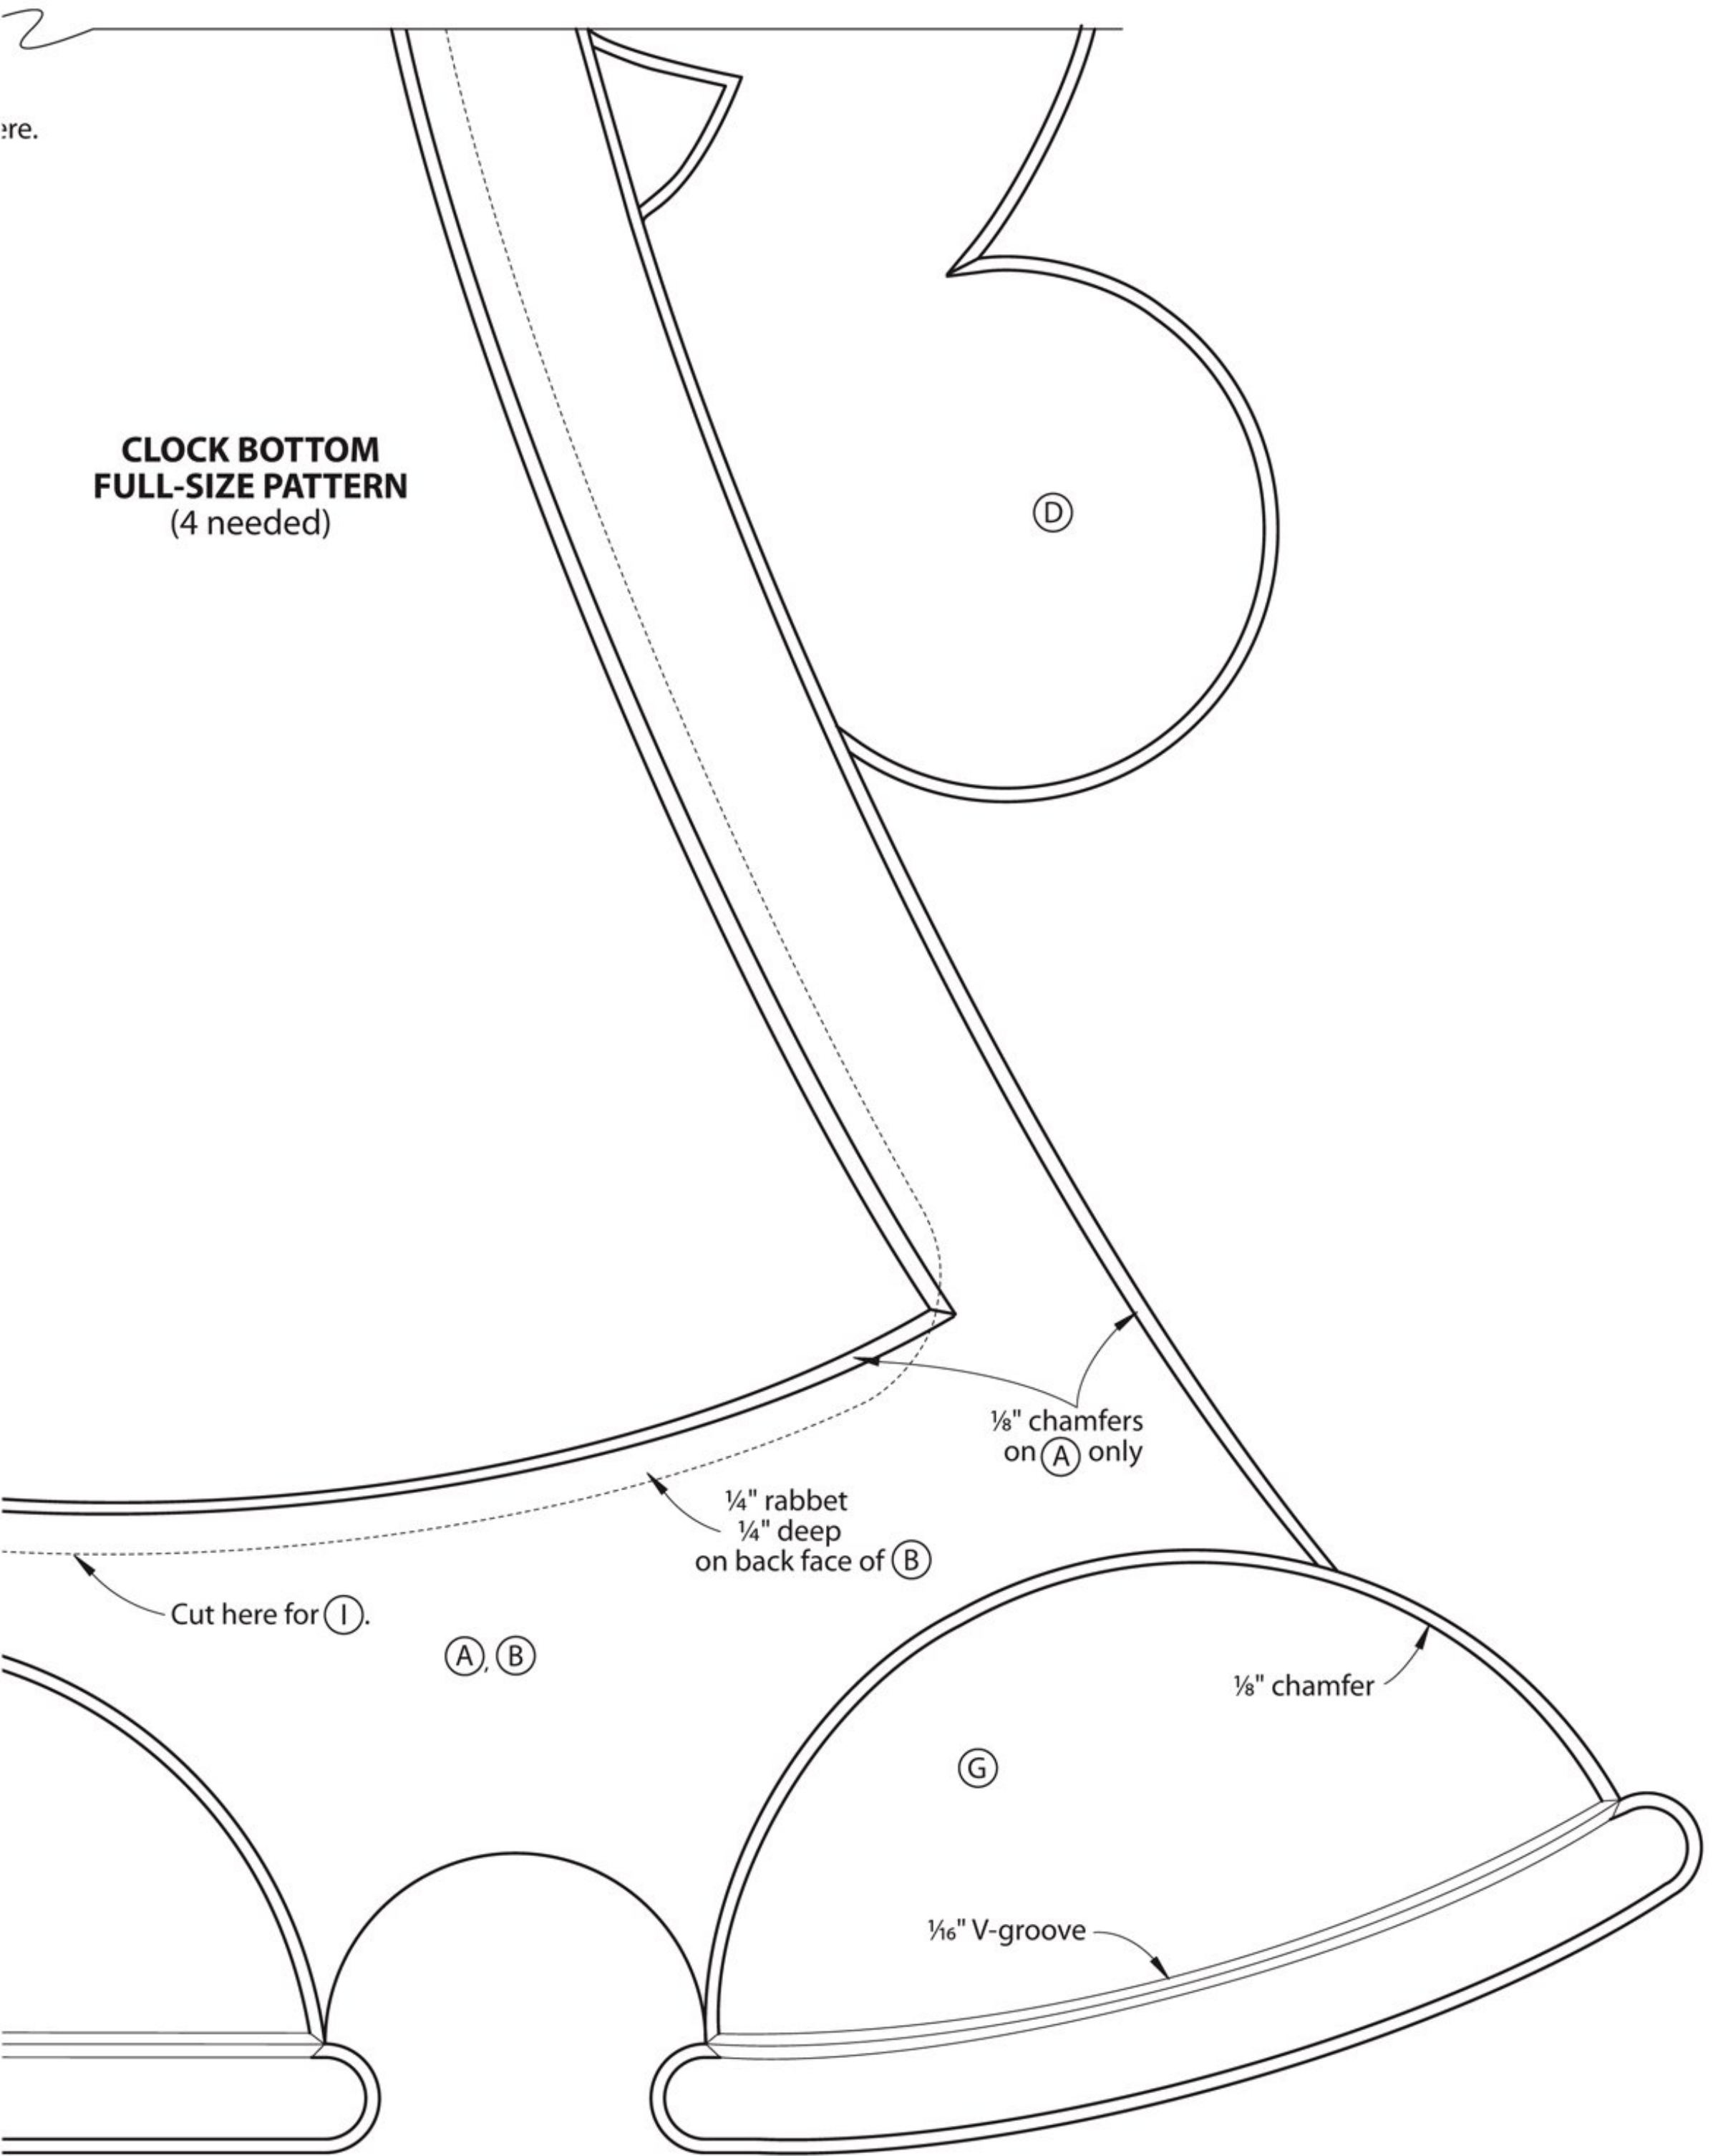 ere.
CLOCK BOTTOM
FULL-SIZE PATTERN
(4 needed)
D
⅛" chamfers
on A only
¼" rabbet
¼" deep
on back face of B
Cut here for I.
A, B
⅛" chamfer
G
1⁄16" V-groove